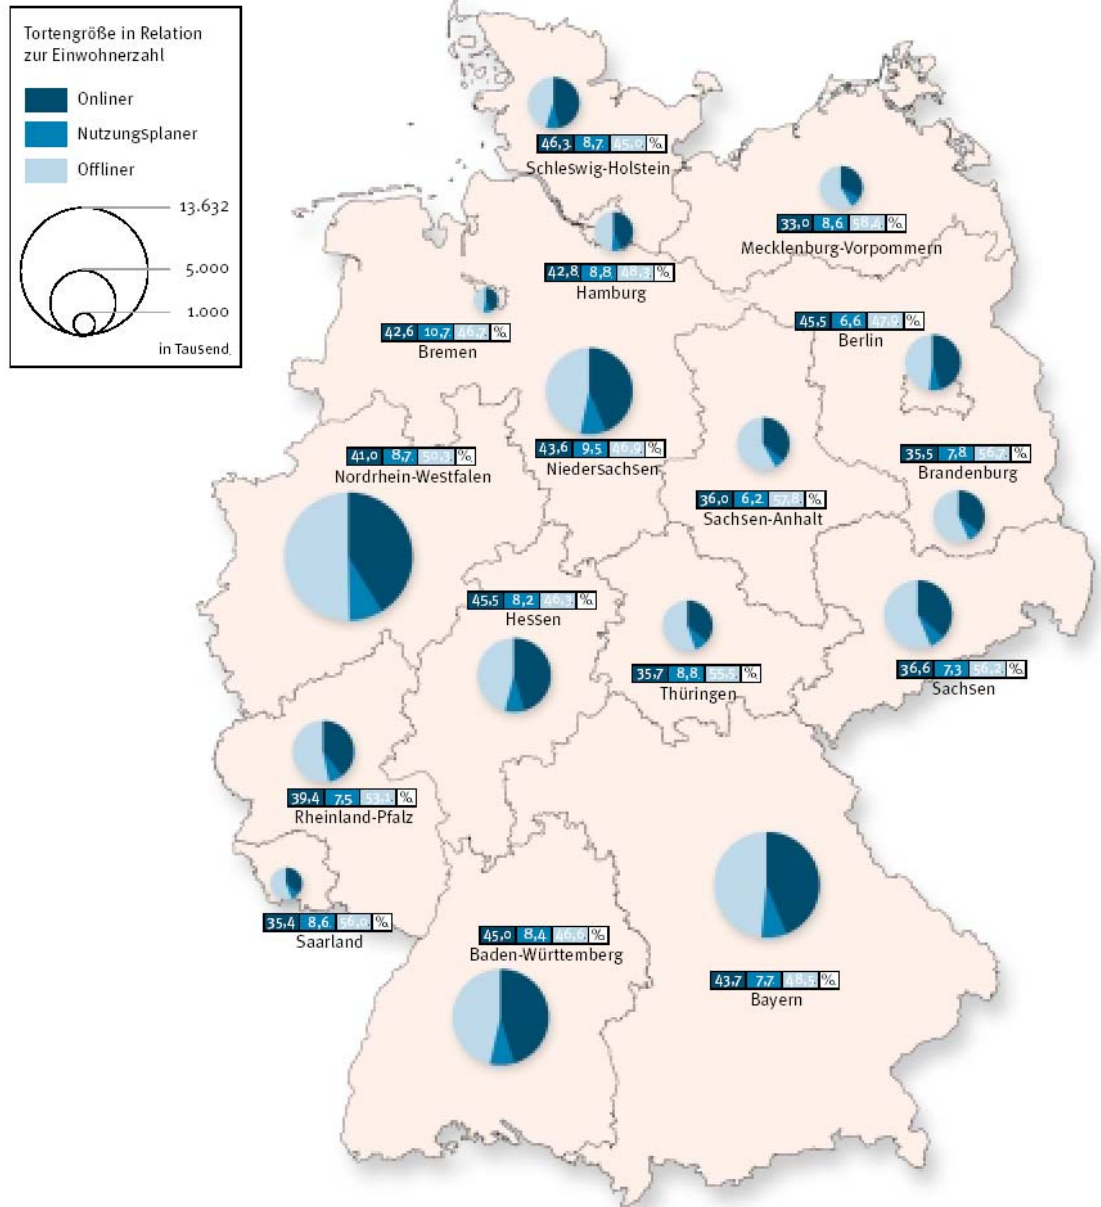 Tortengröße in Relation
zur Einwohnerzahl
Onliner
Nutzungsplaner
Offliner
13.632
5.000
1.000
in Tausend
46,3 8,7 45,0 %
Schleswig-Holstein
33,0 8,6 58,4 %
Mecklenburg-Vorpommern
42,8 8,8 48,3 %
Hamburg
42,6 10,7 46,7 %
Bremen
45,5 6,6 47,9 %
Berlin
43,6 9,5 46,9 %
Niedersachsen
41,0 8,7 50,3 %
Nordrhein-Westfalen
35,5 7,8 56,7 %
Brandenburg
36,0 6,2 57,8 %
Sachsen-Anhalt
45,5 8,2 46,3 %
Hessen
35,7 8,8 55,5 %
Thüringen
36,6 7,3 56,2 %
Sachsen
39,4 7,5 53,1 %
Rheinland-Pfalz
35,4 8,6 56,0 %
Saarland
45,0 8,4 46,6 %
Baden-Württemberg
43,7 7,7 48,5 %
Bayern